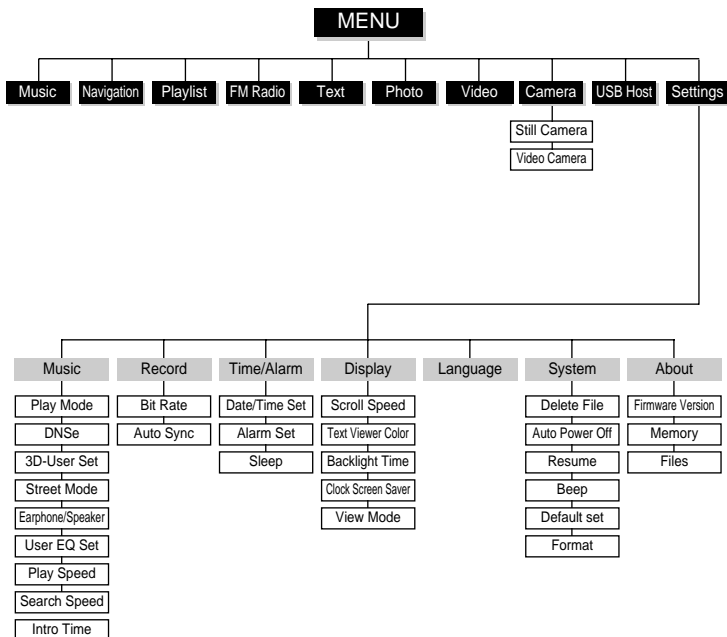 MENU
Music Navigation Playlist FM Radio Text Photo Video Camera USB Host Settings
Still Camera
Video Camera
Music Record Time/Alarm Display Language System About
Play Mode Bit Rate Date/Time Set Scroll Speed Delete File Firmware Version
DNSe Auto Sync Alarm Set Text Viewer Color Auto Power Off Memory
3D-User Set Sleep Backlight Time Resume Files
Street Mode Clock Screen Saver Beep
Earphone/Speaker View Mode Default set
User EQ Set Format
Play Speed
Search Speed
Intro Time